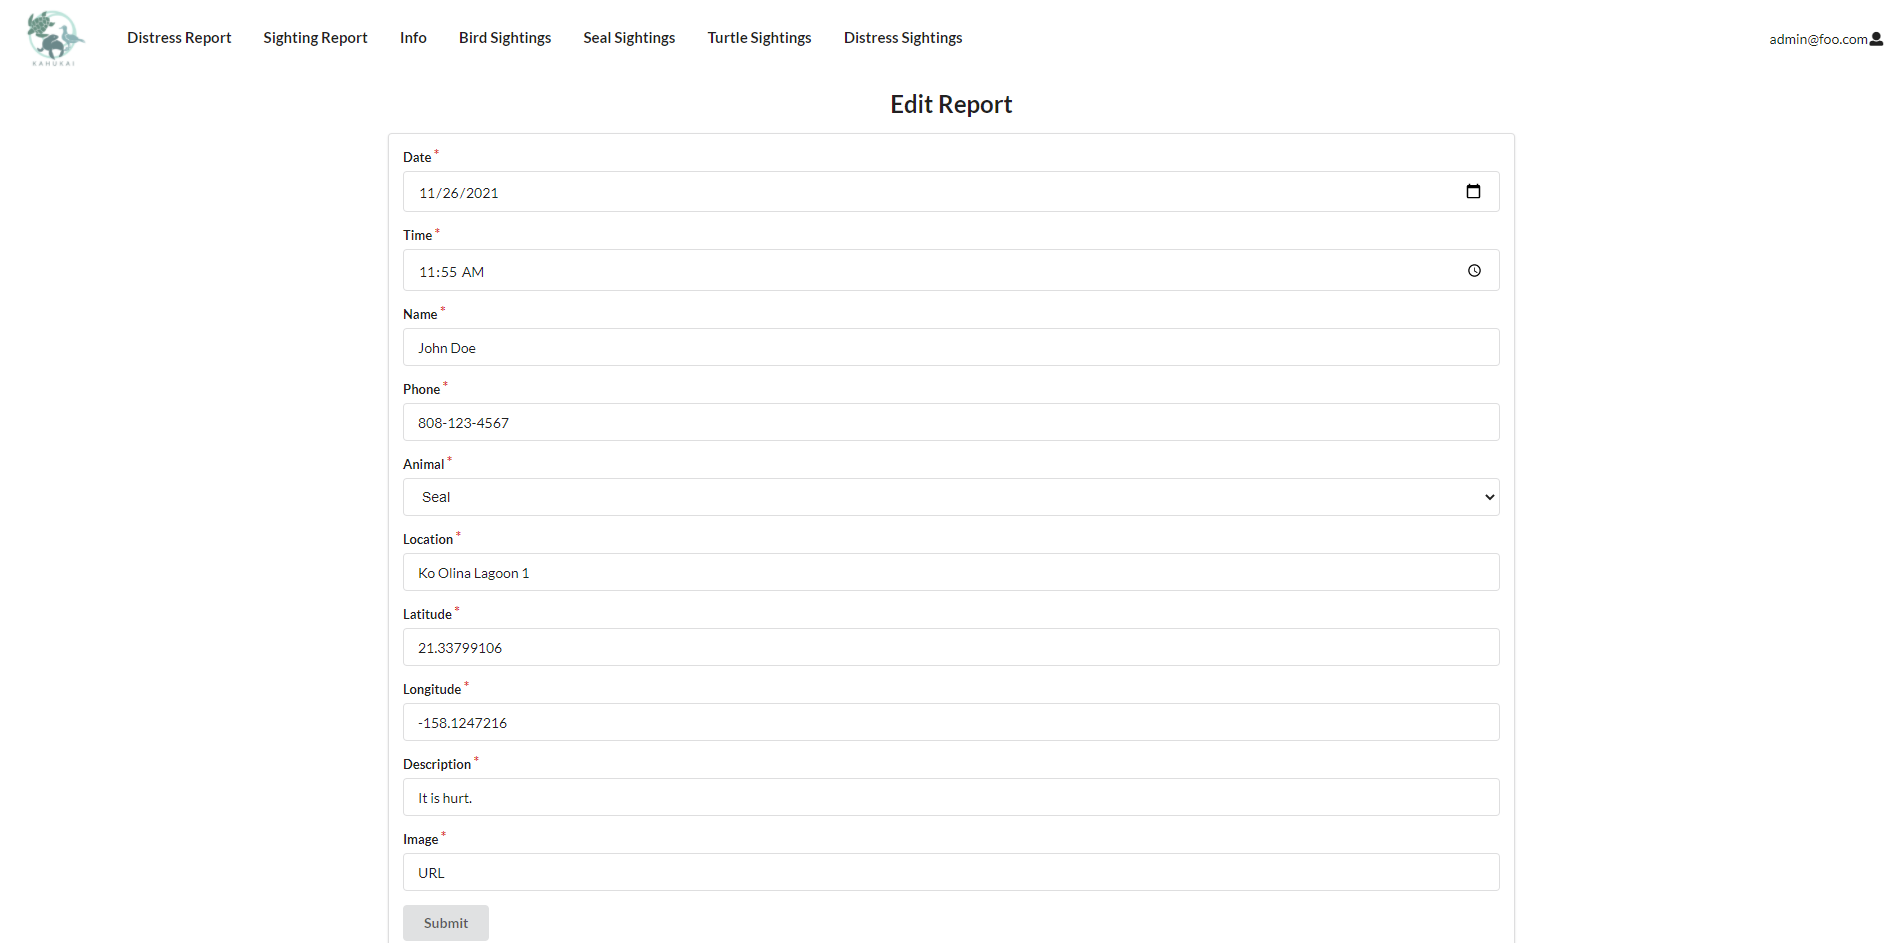 Distress Report Sighting Report Info Bird Sightings Seal Sightings Turtle Sightings Distress Sightings admin@foo.com
KAHUKAI
Edit Report
Date*
11/26/2021
Time*
11:55 AM
Name*
John Doe
Phone*
808-123-4567
Animal*
Seal
Location*
Ko Olina Lagoon 1
Latitude*
21.33799106
Longitude*
-158.1247216
Description*
It is hurt.
Image*
URL
Submit